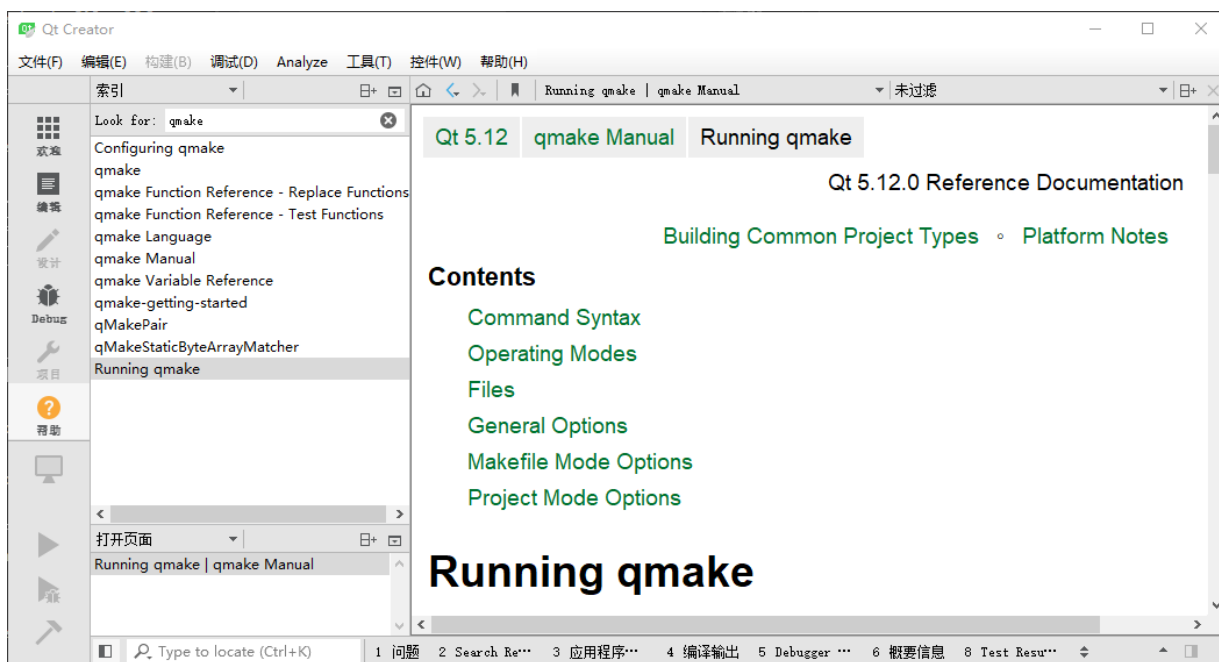 Qt Creator
文件(F) 编辑(E) 构建(B) 调试(D) Analyze 工具(T) 控件(W) 帮助(H)
索引 Running qmake | qmake Manual 未过滤
Look for: qmake
Configuring qmake
qmake
qmake Function Reference - Replace Functions
qmake Function Reference - Test Functions
qmake Language
qmake Manual
qmake Variable Reference
qmake-getting-started
qMakePair
qMakeStaticByteArrayMatcher
Running qmake
欢迎
编辑
设计
Debug
项目
帮助
打开页面
Running qmake | qmake Manual
Qt 5.12 qmake Manual Running qmake
Qt 5.12.0 Reference Documentation
Building Common Project Types ◦ Platform Notes
Contents
Command Syntax
Operating Modes
Files
General Options
Makefile Mode Options
Project Mode Options
Running qmake
Type to locate (Ctrl+K) 1 问题 2 Search Re… 3 应用程序… 4 编译输出 5 Debugger … 6 概要信息 8 Test Resu…